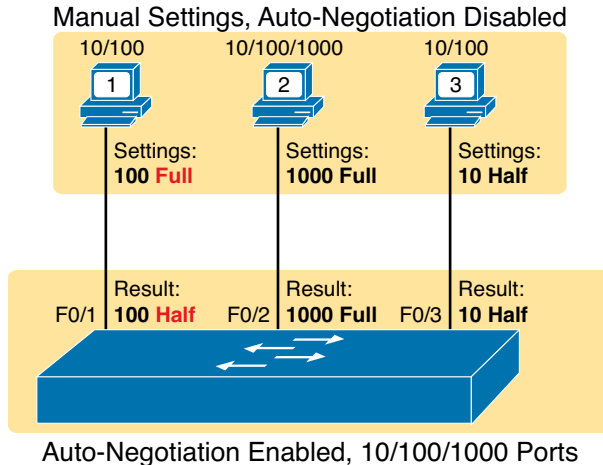 Manual Settings, Auto-Negotiation Disabled
10/100 10/100/1000 10/100
1 2 3
Settings: Settings: Settings:
100 Full 1000 Full 10 Half
Result: Result: Result:
F0/1 100 Half F0/2 1000 Full F0/3 10 Half
Auto-Negotiation Enabled, 10/100/1000 Ports